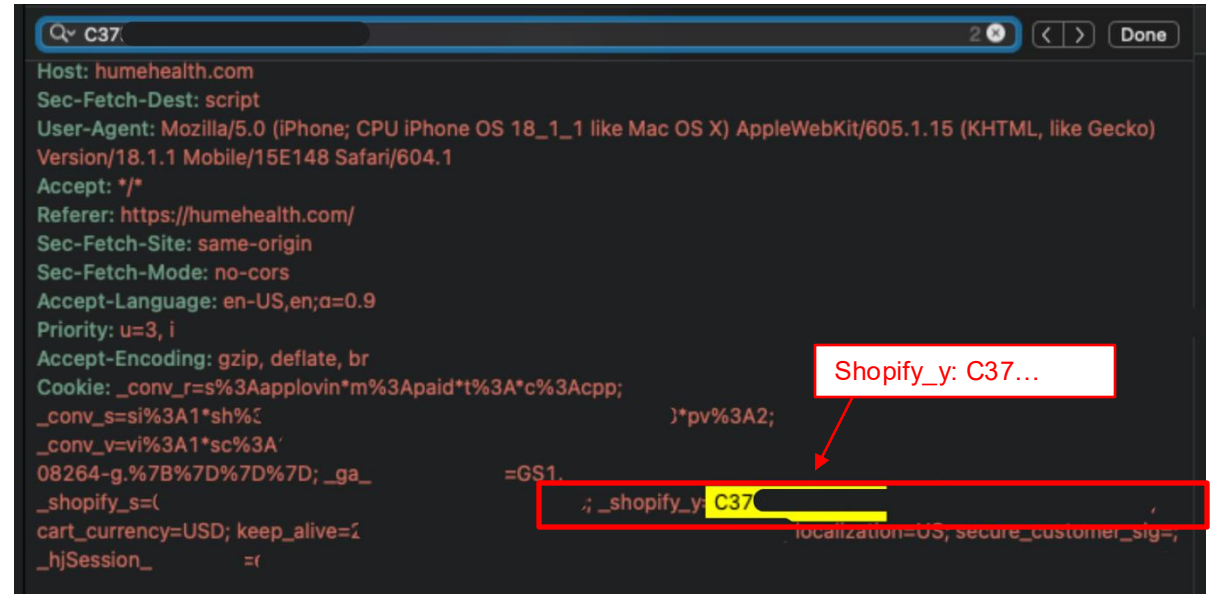 C37
2
Done
Host: humehealth.com
Sec-Fetch-Dest: script
User-Agent: Mozilla/5.0 (iPhone; CPU iPhone OS 18_1_1 like Mac OS X) AppleWebKit/605.1.15 (KHTML, like Gecko)
Version/18.1.1 Mobile/15E148 Safari/604.1
Accept: */*
Referer: https://humehealth.com/
Sec-Fetch-Site: same-origin
Sec-Fetch-Mode: no-cors
Accept-Language: en-US,en;q=0.9
Priority: u=3, i
Accept-Encoding: gzip, deflate, br
Shopify_y: C37...
Cookie: _conv_r=s%3Aapplovin*m%3Apaid*t%3A*c%3Acpp;
_conv_s=si%3A1*sh%3 }*pv%3A2;
_conv_v=vi%3A1*sc%3A
08264-g.%7B%7D%7D%7D; _ga_ =GS1.
_shopify_s= ; _shopify_y= C37
cart_currency=USD; keep_alive= localization=US; secure_customer_sig=;
_hjSession_ =